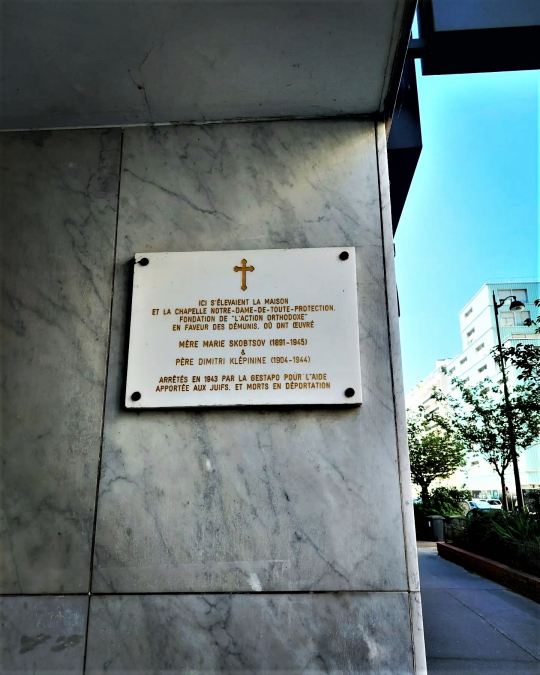 ICI S'ÉLEVAIENT LA MAISON
ET LA CHAPELLE NOTRE-DAME-DE-TOUTE-PROTECTION,
FONDATION DE "L'ACTION ORTHODOXE"
EN FAVEUR DES DÉMUNIS, OÙ ONT ŒUVRÉ
MÈRE MARIE SKOBTSOV (1891-1945)
&
PÈRE DIMITRI KLÉPININE (1904-1944)
ARRÊTÉS EN 1943 PAR LA GESTAPO POUR L'AIDE
APPORTÉE AUX JUIFS, ET MORTS EN DÉPORTATION